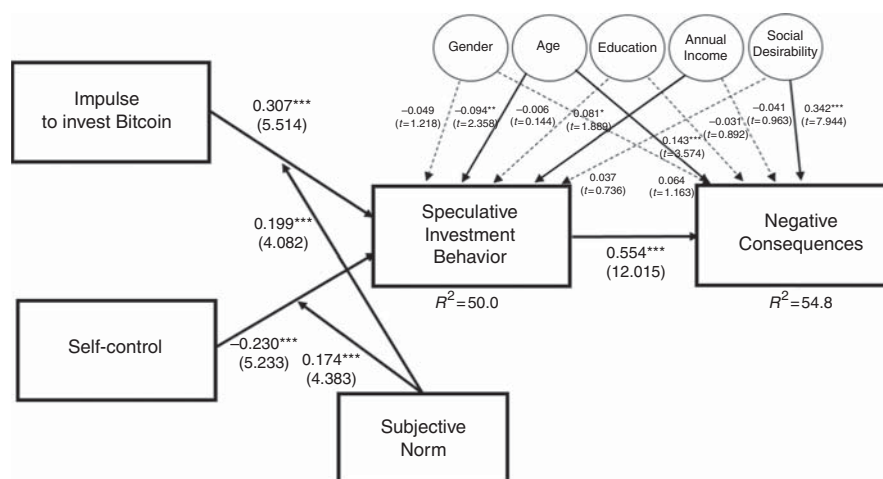 Gender
Age
Education
Annual
Income
Social
Desirability
Impulse
to invest Bitcoin
0.307***
(5.514)
–0.049
(t=1.218)
–0.094**
(t=2.358)
–0.006
(t=0.144)
0.081*
(t=1.889)
0.143***
(t=3.574)
–0.031
(t=0.892)
–0.041
(t=0.963)
0.342***
(t=7.944)
0.037
(t=0.736)
0.064
(t=1.163)
Speculative
Investment
Behavior
R²=50.0
0.554***
(12.015)
Negative
Consequences
R²=54.8
0.199***
(4.082)
Self-control
–0.230***
(5.233)
0.174***
(4.383)
Subjective
Norm